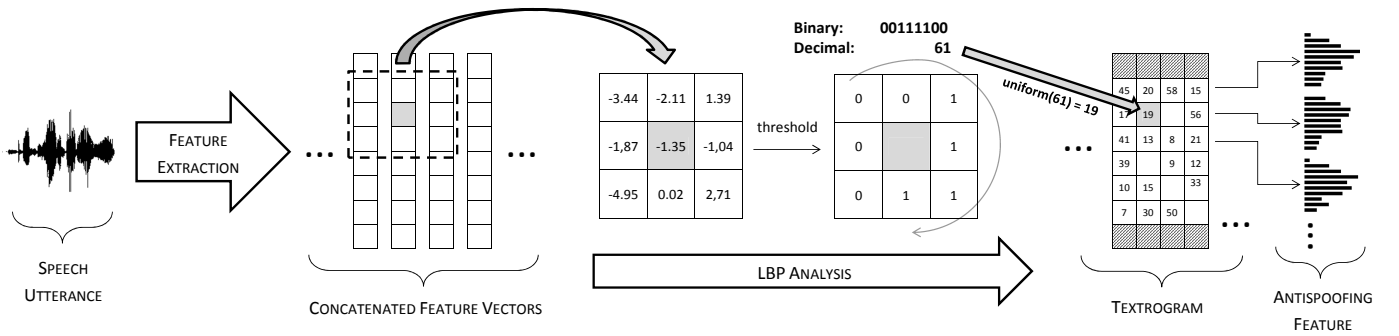 Binary: 00111100
Decimal: 61
uniform(61) = 19
FEATURE
EXTRACTION
...
...
-3.44 -2.11 1.39
-1,87 -1.35 -1,04
-4.95 0.02 2,71
threshold
0 0 1
0 1
0 1 1
...
45 20 58 15
17 19 56
41 13 8 21
39 9 12
10 15 33
7 30 50
...
SPEECH
UTTERANCE
CONCATENATED FEATURE VECTORS
LBP ANALYSIS
TEXTROGRAM
ANTISPOOFING
FEATURE